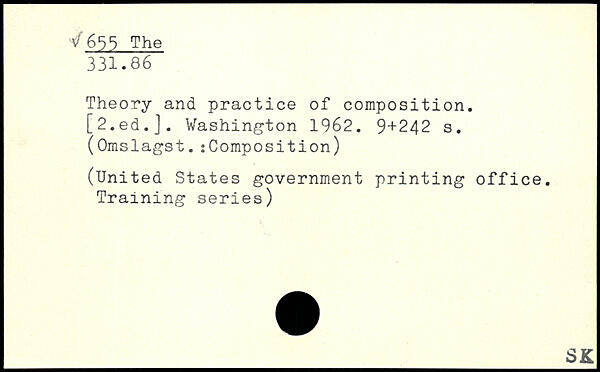 √ 655 The
331.86
Theory and practice of composition.
[2.ed.]. Washington 1962. 9+242 s.
(Omslagst.:Composition)
(United States government printing office.
Training series)
SK